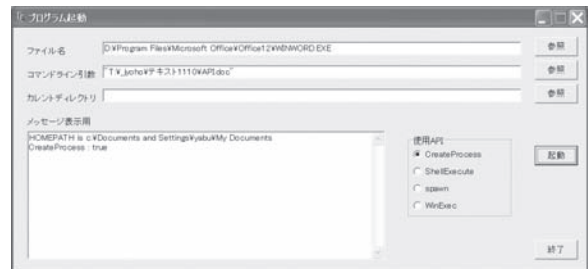 プログラム起動
ファイル名
D:¥Program Files¥Microsoft Office¥Office12¥WINWORD.EXE
参照
コマンドライン引数
"T:¥_jyoho¥テキスト1110¥API.doc"
参照
カレントディレクトリ
参照
メッセージ表示用
HOMEPATH is c:¥Documents and Settings¥yabu¥My Documents
CreateProcess : true
使用API
CreateProcess
ShellExecute
spawn
WinExec
起動
終了